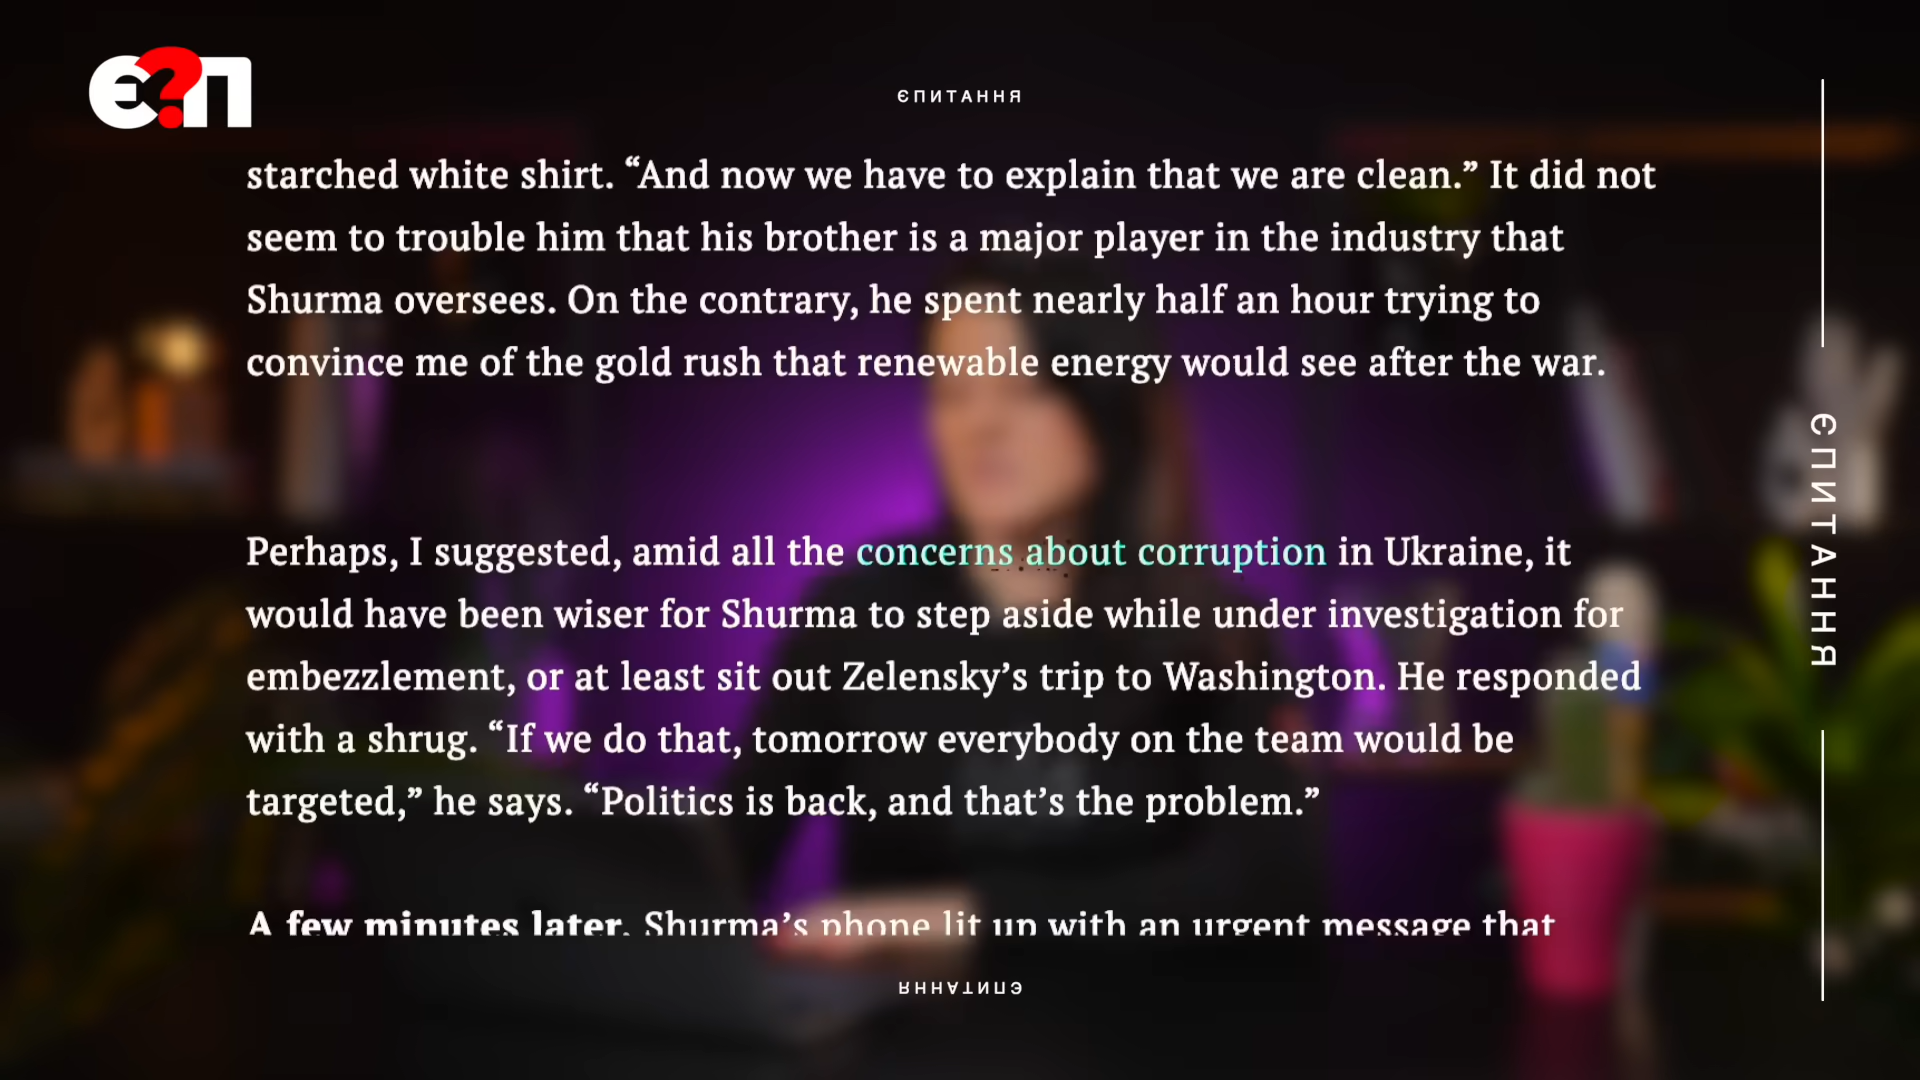 Є?П
ЄПИТАННЯ
starched white shirt. “And now we have to explain that we are clean.” It did not
seem to trouble him that his brother is a major player in the industry that
Shurma oversees. On the contrary, he spent nearly half an hour trying to
convince me of the gold rush that renewable energy would see after the war.
ЄПИТАННЯ
Perhaps, I suggested, amid all the concerns about corruption in Ukraine, it
would have been wiser for Shurma to step aside while under investigation for
embezzlement, or at least sit out Zelensky’s trip to Washington. He responded
with a shrug. “If we do that, tomorrow everybody on the team would be
targeted,” he says. “Politics is back, and that’s the problem.”
A few minutes later, Shurma’s phone lit up with an urgent message that
ЄПИТАННЯ